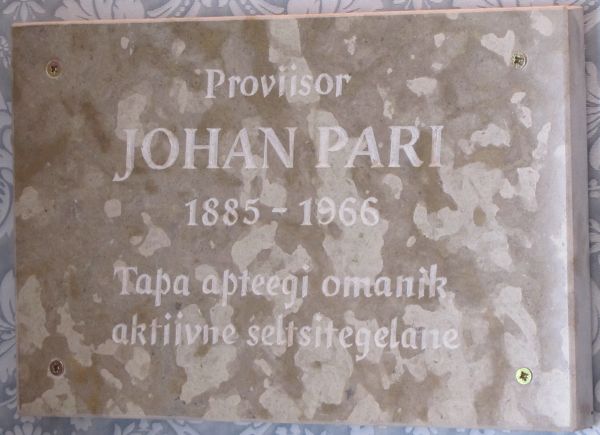 Proviisor
JOHAN PARI
1885 - 1966
Tapa apteegi omanik
aktiivne seltsitegelane